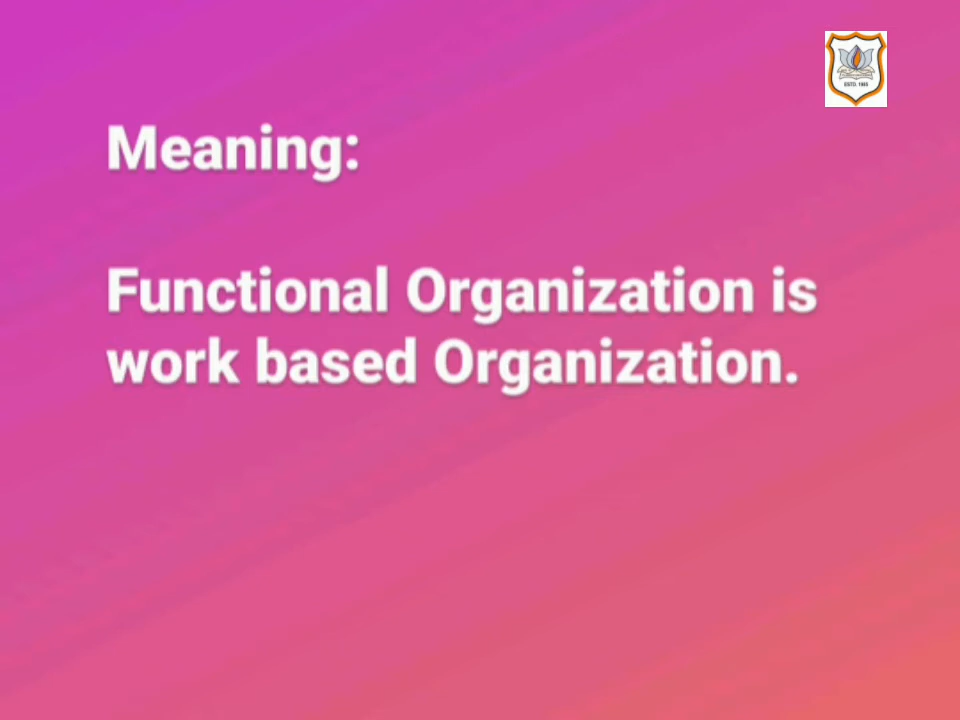 Meaning:
Functional Organization is
work based Organization.